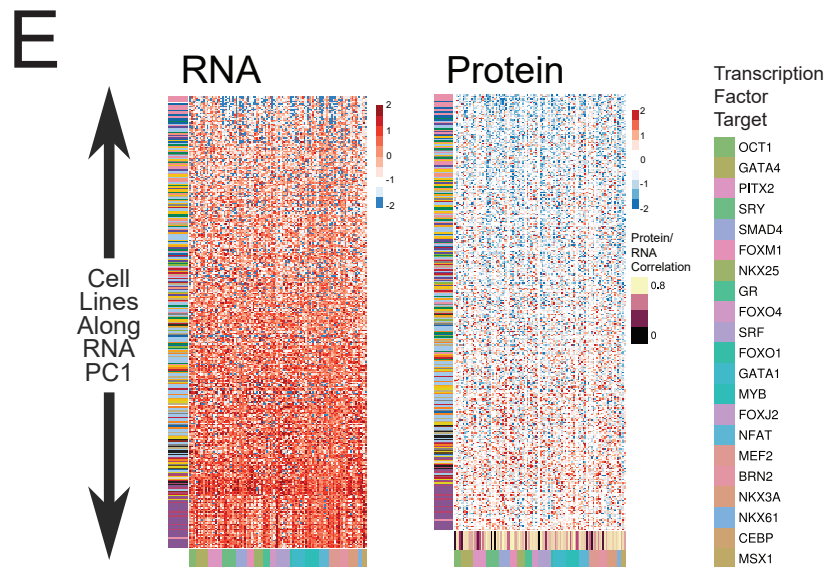 E
RNA
Protein
Cell
Lines
Along
RNA
PC1
2
1
0
-1
-2
2
1
0
-1
-2
Protein/
RNA
Correlation
0.8
0
Transcription
Factor
Target
OCT1
GATA4
PITX2
SRY
SMAD4
FOXM1
NKX25
GR
FOXO4
SRF
FOXO1
GATA1
MYB
FOXJ2
NFAT
MEF2
BRN2
NKX3A
NKX61
CEBP
MSX1